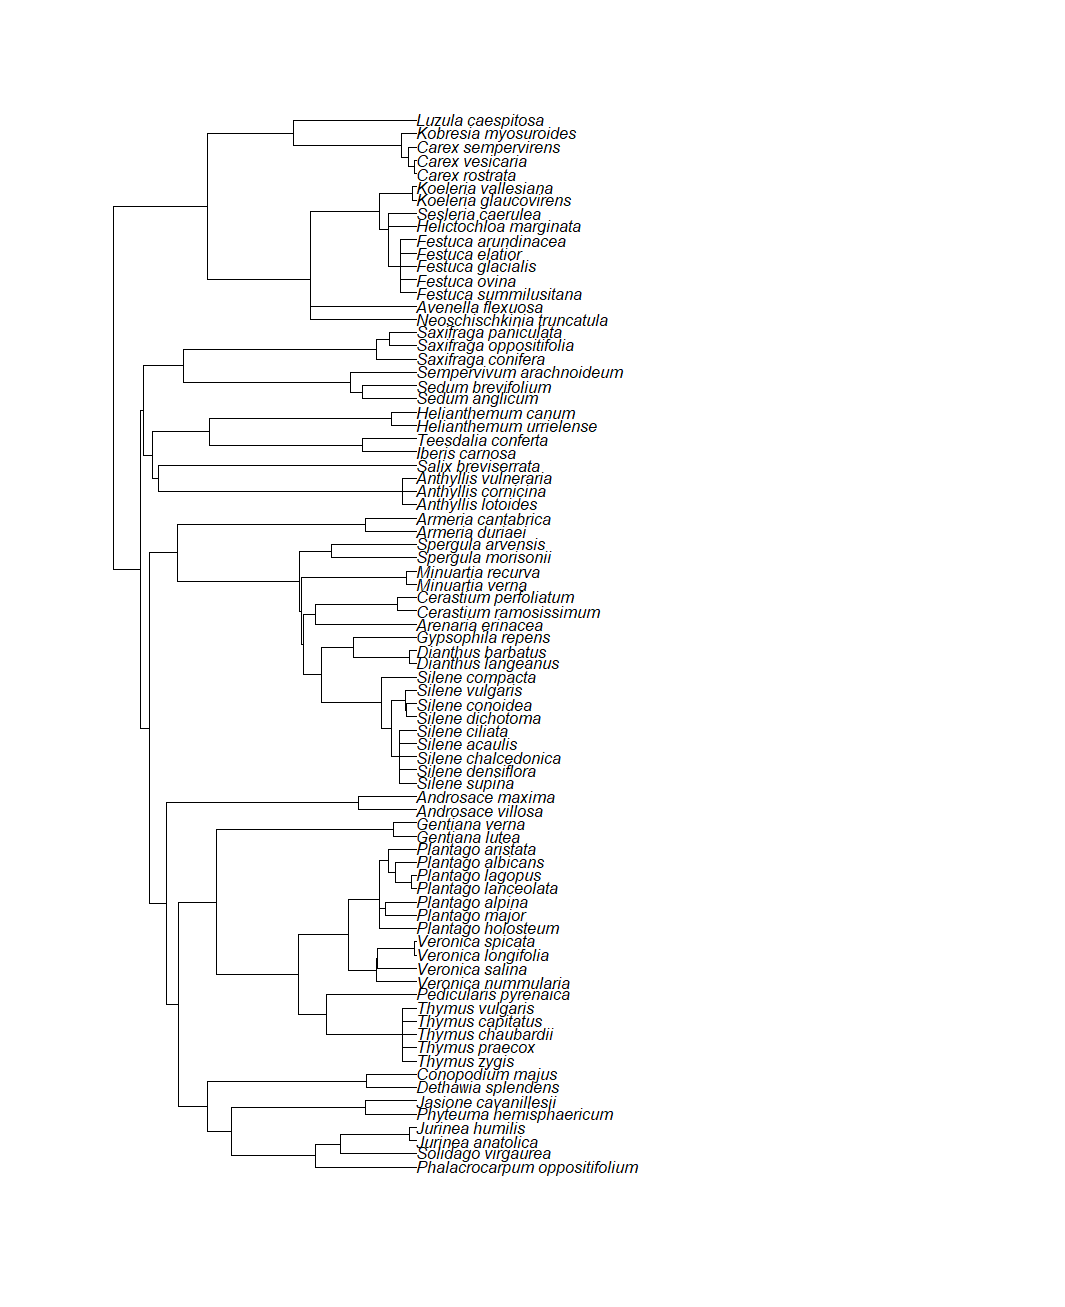 Luzula caespitosa
Kobresia myosuroides
Carex sempervirens
Carex vesicaria
Carex rostrata
Koeleria vallesiana
Koeleria glaucovirens
Sesleria caerulea
Helictochloa marginata
Festuca arundinacea
Festuca elatior
Festuca glacialis
Festuca ovina
Festuca summilusitana
Avenella flexuosa
Neoschischkinia truncatula
Saxifraga paniculata
Saxifraga oppositifolia
Saxifraga conifera
Sempervivum arachnoideum
Sedum brevifolium
Sedum anglicum
Helianthemum canum
Helianthemum urrielense
Teesdalia conferta
Iberis carnosa
Salix breviserrata
Anthyllis vulneraria
Anthyllis cornicina
Anthyllis lotoides
Armeria cantabrica
Armeria duriaei
Spergula arvensis
Spergula morisonii
Minuartia recurva
Minuartia verna
Cerastium perfoliatum
Cerastium ramosissimum
Arenaria erinacea
Gypsophila repens
Dianthus barbatus
Dianthus langeanus
Silene compacta
Silene vulgaris
Silene conoidea
Silene dichotoma
Silene ciliata
Silene acaulis
Silene chalcedonica
Silene densiflora
Silene supina
Androsace maxima
Androsace villosa
Gentiana verna
Gentiana lutea
Plantago aristata
Plantago albicans
Plantago lagopus
Plantago lanceolata
Plantago alpina
Plantago major
Plantago holosteum
Veronica spicata
Veronica longifolia
Veronica salina
Veronica nummularia
Pedicularis pyrenaica
Thymus vulgaris
Thymus capitatus
Thymus chaubardii
Thymus praecox
Thymus zygis
Conopodium majus
Dethawia splendens
Jasione cavanillesii
Phyteuma hemisphaericum
Jurinea humilis
Jurinea anatolica
Solidago virgaurea
Phalacrocarpum oppositifolium